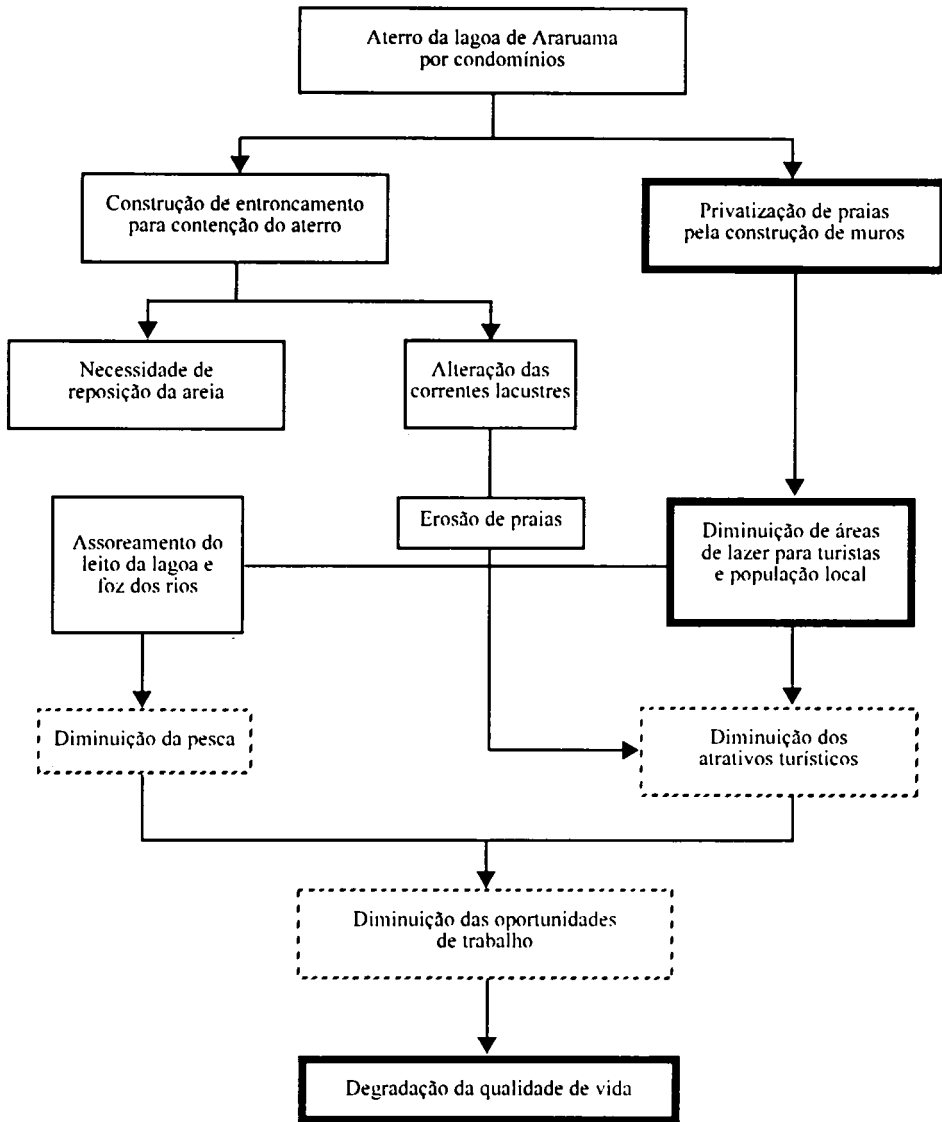 Aterro da lagoa de Araruama
por condomínios
Construção de entroncamento
para contenção do aterro
Privatização de praias
pela construção de muros
Necessidade de
reposição da areia
Alteração das
correntes lacustres
Assoreamento do
leito da lagoa e
foz dos rios
Erosão de praias
Diminuição de áreas
de lazer para turistas
e população local
Diminuição da pesca
Diminuição dos
atrativos turísticos
Diminuição das oportunidades
de trabalho
Degradação da qualidade de vida